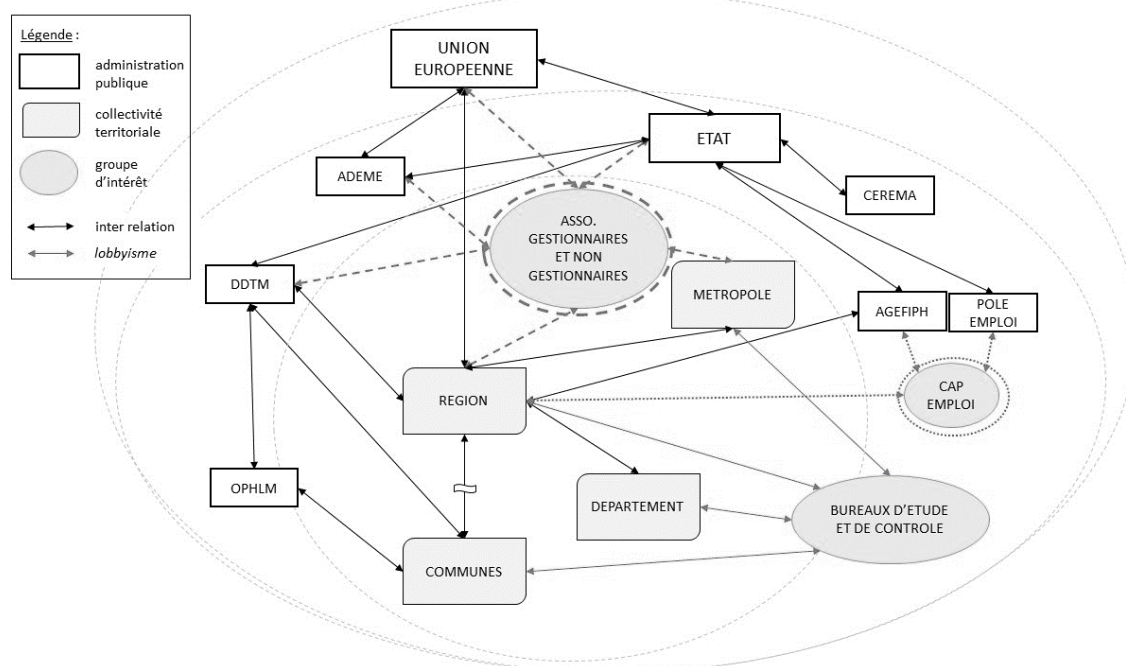 Légende :
administration
publique
collectivité
territoriale
groupe
d'intérêt
inter relation
lobbyisme
UNION
EUROPEENNE
ETAT
ADEME
CEREMA
ASSO.
GESTIONNAIRES
ET NON
GESTIONNAIRES
DDTM
METROPOLE
AGEFIPH
POLE
EMPLOI
REGION
CAP
EMPLOI
OPHLM
DEPARTEMENT
BUREAUX D'ETUDE
ET DE CONTROLE
COMMUNES